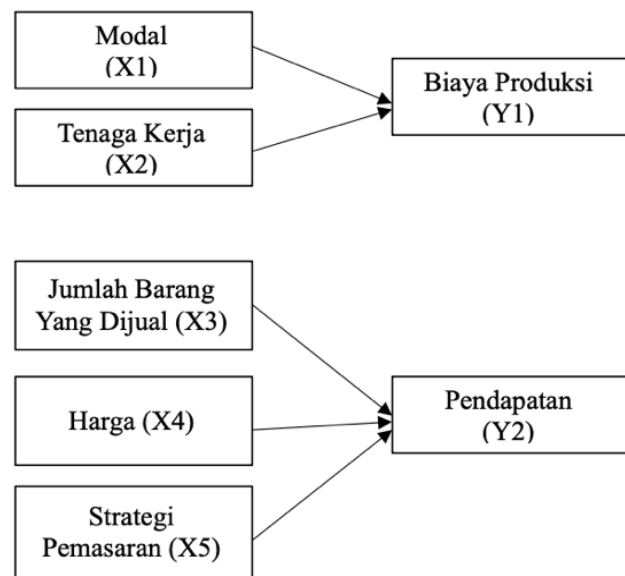 Modal
(X1)
Biaya Produksi
(Y1)
Tenaga Kerja
(X2)
Jumlah Barang
Yang Dijual (X3)
Harga (X4)
Pendapatan
(Y2)
Strategi
Pemasaran (X5)